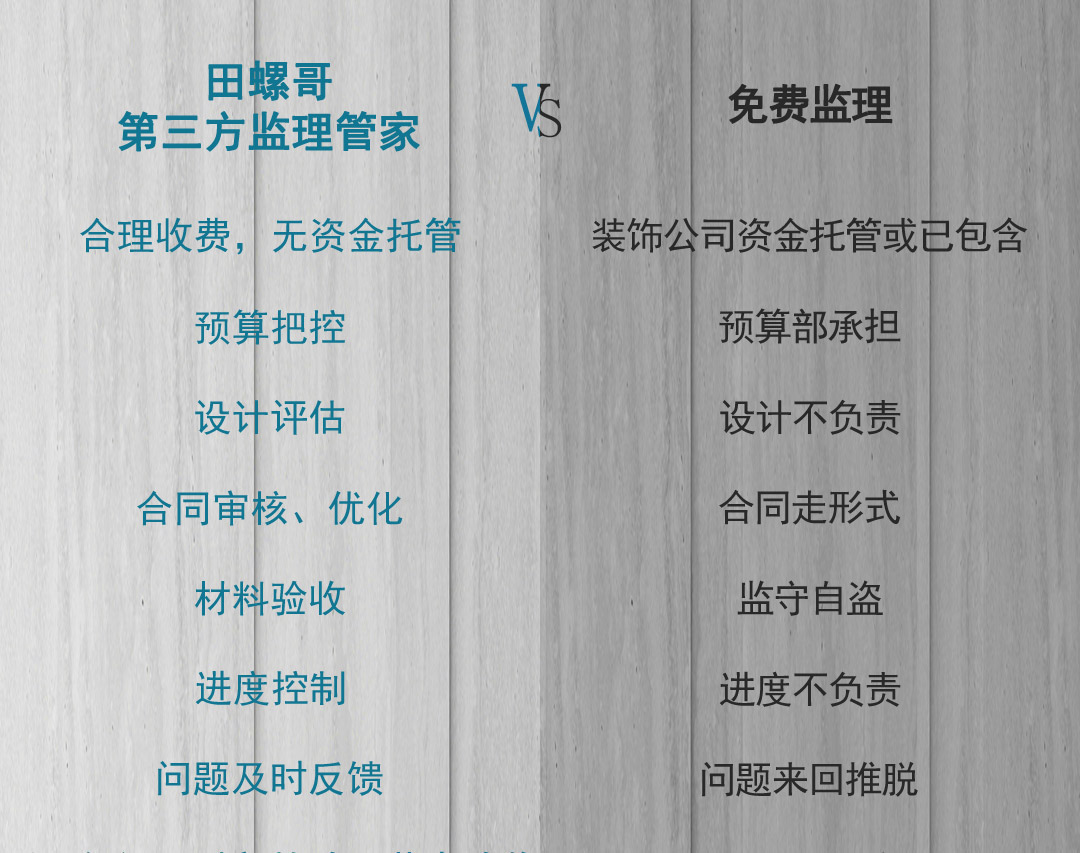 田螺哥
第三方监理管家
VS
免费监理
合理收费，无资金托管
装饰公司资金托管或已包含
预算把控
预算部承担
设计评估
设计不负责
合同审核、优化
合同走形式
材料验收
监守自盗
进度控制
进度不负责
问题及时反馈
问题来回推脱